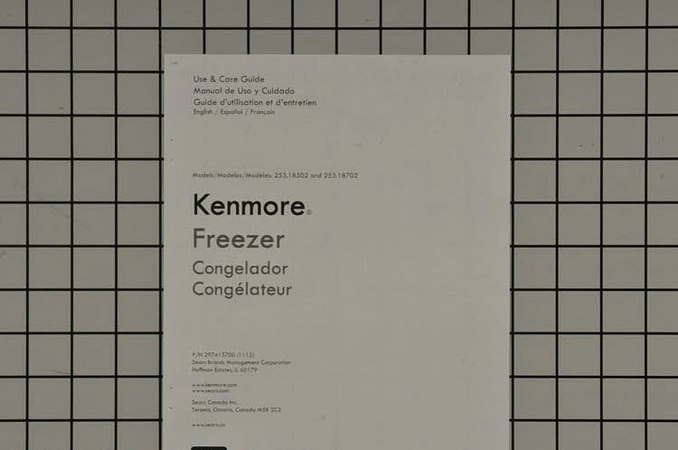 Use & Care Guide
Manual de Uso y Cuidado
Guide d'utilisation et d'entretien
English / Español / Français
Models/Modelos/Modèles: 253.18502 and 253.18702
Kenmore®
Freezer
Congelador
Congélateur
P/N 297415700 (1112)
Sears Brands Management Corporation
Hoffman Estates, IL 60179
www.kenmore.com
www.sears.com
Sears Canada Inc.
Toronto, Ontario, Canada M5B 2C3
www.sears.ca